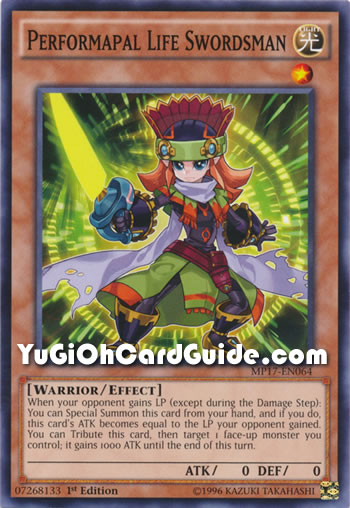 PERFORMAPAL LIFE SWORDSMAN
LIGHT
光
YuGiOhCardGuide.com
MP17-EN064
[WARRIOR/EFFECT]
When your opponent gains LP (except during the Damage Step):
You can Special Summon this card from your hand, and if you do,
this card's ATK becomes equal to the LP your opponent gained.
You can Tribute this card, then target 1 face-up monster you
control; it gains 1000 ATK until the end of this turn.
ATK/ 0 DEF/ 0
07268133 1st Edition ©1996 KAZUKI TAKAHASHI